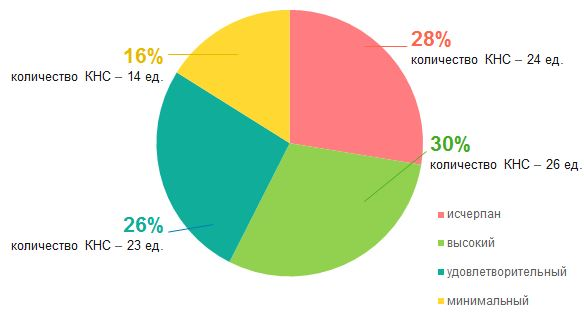 28%
количество КНС – 24 ед.
16%
количество КНС – 14 ед.
30%
количество КНС – 26 ед.
26%
количество КНС – 23 ед.
исчерпан
высокий
удовлетворительный
минимальный